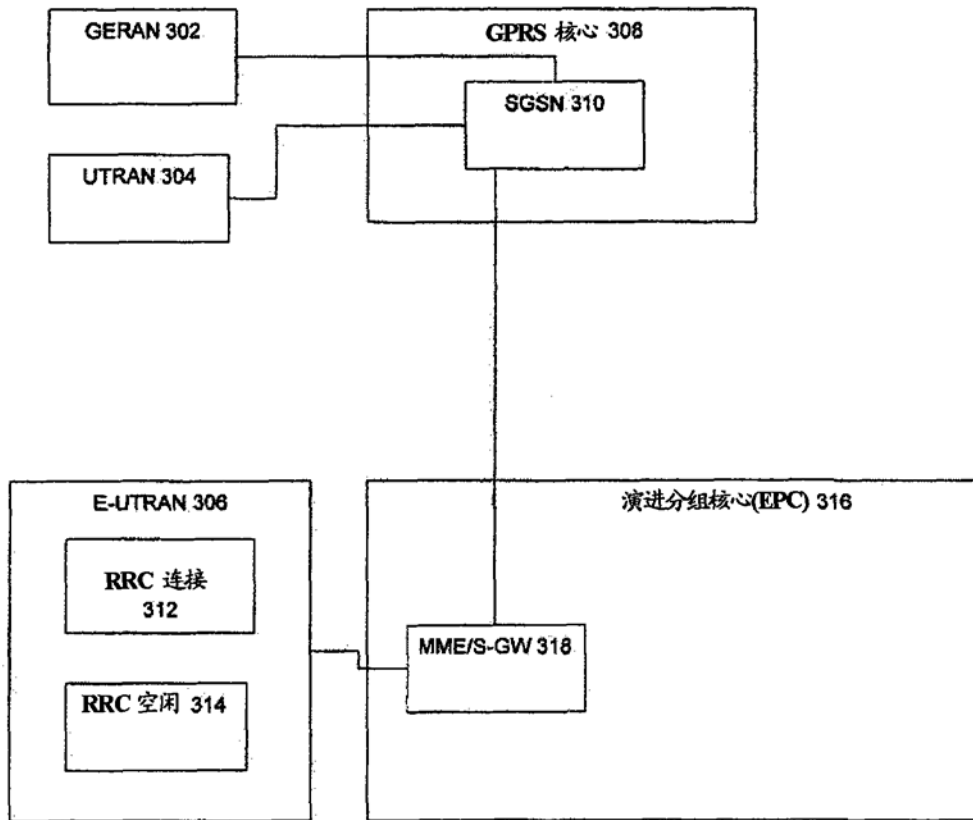 GERAN 302
GPRS 核心 308
SGSN 310
UTRAN 304
E-UTRAN 306
演进分组核心(EPC) 316
RRC 连接
312
MME/S-GW 318
RRC 空闲 314